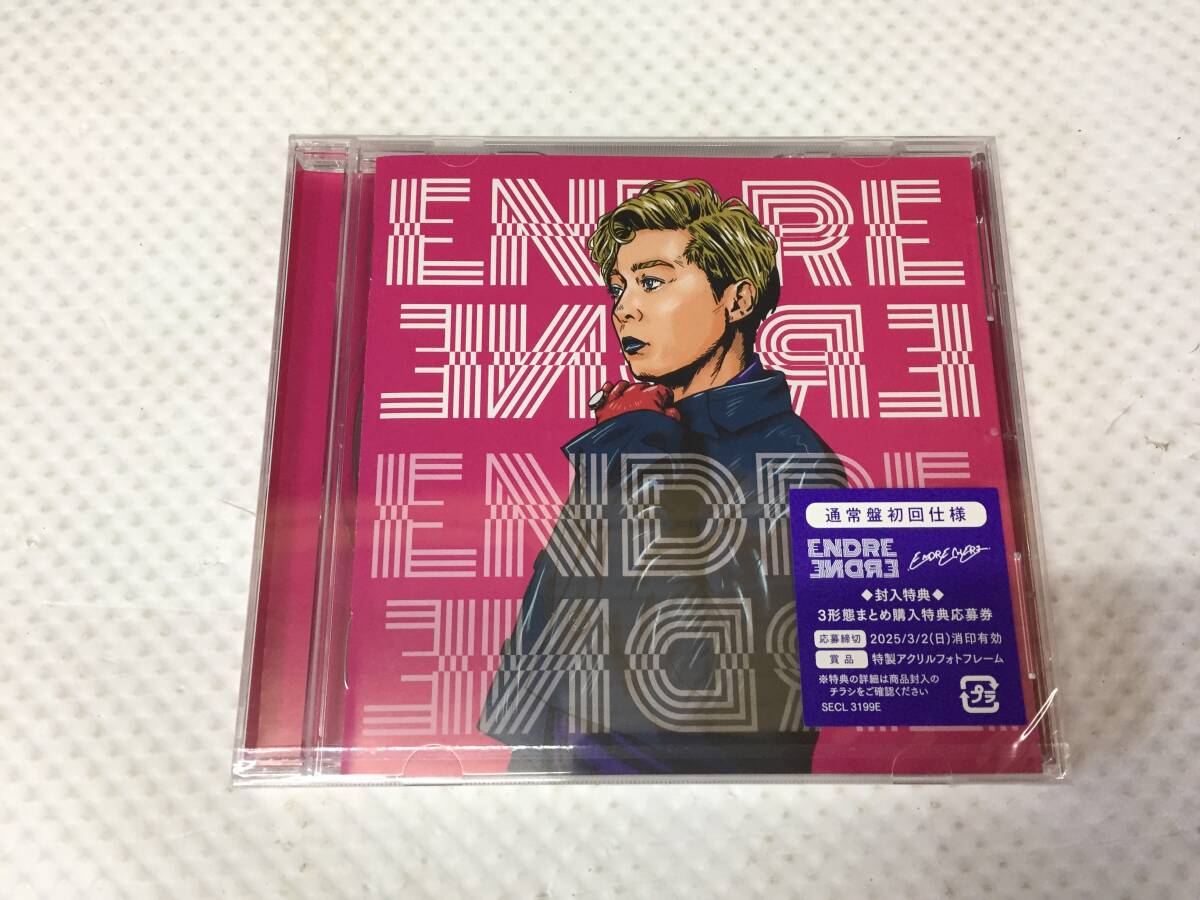 ENDRE
ENDRE
ENDRE
ENDRE
通常盤初回仕様
ENDRE
ENDRE
◆封入特典◆
3形態まとめ購入特典応募券
応募締切 2025/3/2(日)消印有効
賞品 特製アクリルフォトフレーム
※特典の詳細は商品封入の
チラシをご確認ください
SECL 3199E
プラ